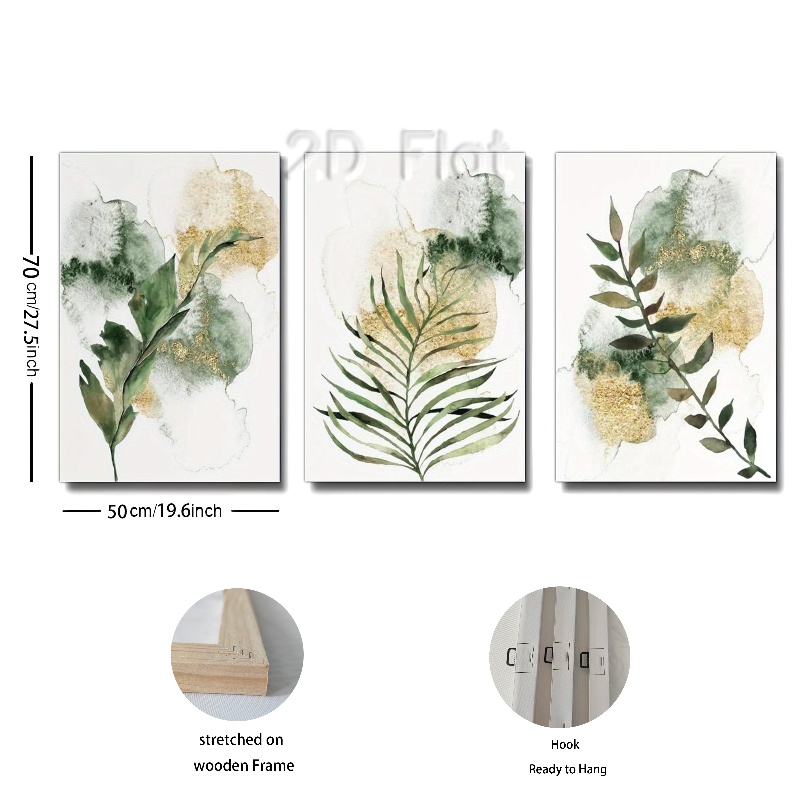 2D Flat
70 cm/27.5inch
50cm/19.6inch
stretched on
wooden Frame
Hook
Ready to Hang